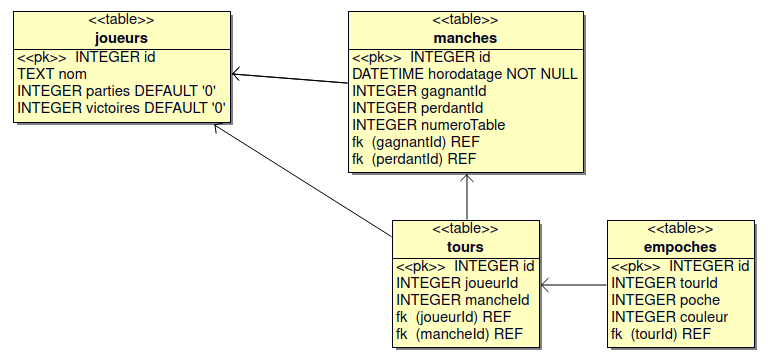 <<table>>
joueurs
<<pk>> INTEGER id
TEXT nom
INTEGER parties DEFAULT '0'
INTEGER victoires DEFAULT '0'
<<table>>
manches
<<pk>> INTEGER id
DATETIME horodatage NOT NULL
INTEGER gagnantId
INTEGER perdantId
INTEGER numeroTable
fk (gagnantId) REF
fk (perdantId) REF
<<table>>
tours
<<pk>> INTEGER id
INTEGER joueurId
INTEGER mancheId
fk (joueurId) REF
fk (mancheId) REF
<<table>>
empoches
<<pk>> INTEGER id
INTEGER tourId
INTEGER poche
INTEGER couleur
fk (tourId) REF